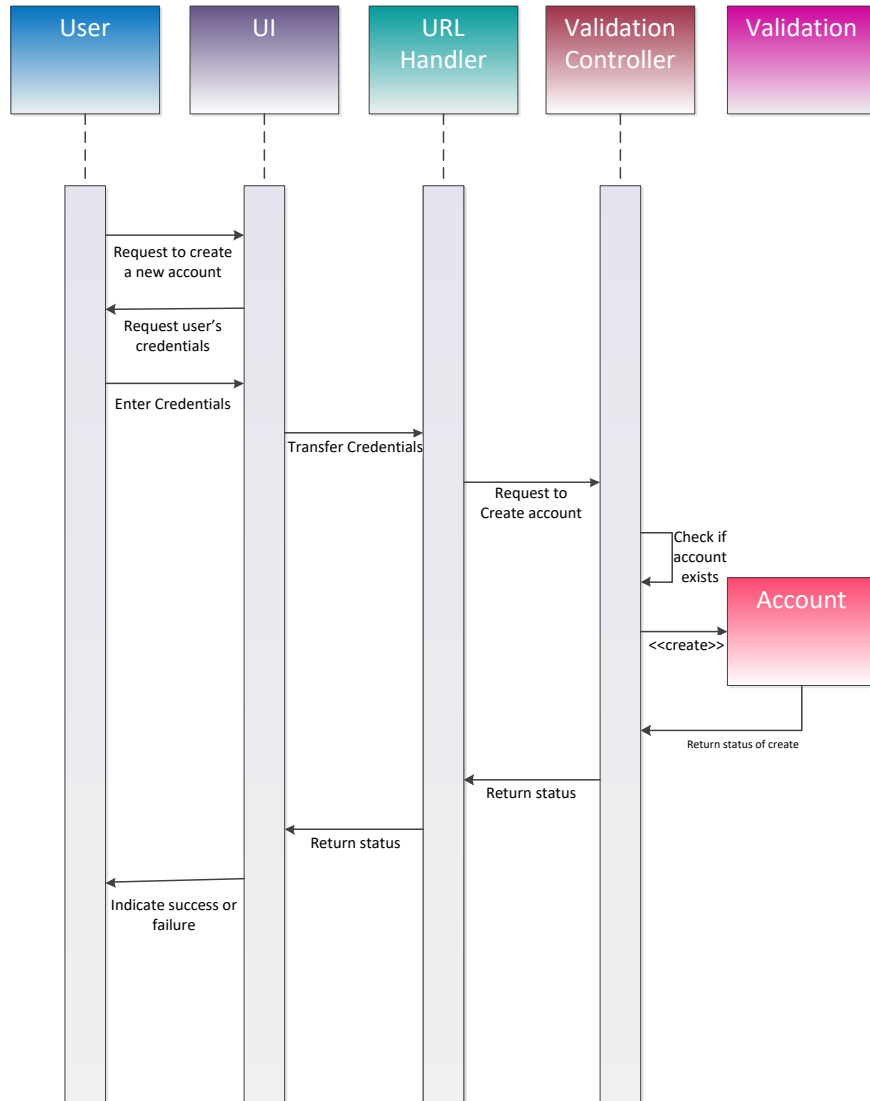 User
UI
URL
Handler
Validation
Controller
Validation
Request to create
a new account
Request user's
credentials
Enter Credentials
Transfer Credentials
Request to
Create account
Check if
account
exists
Account
<<create>>
Return status of create
Return status
Return status
Indicate success or
failure